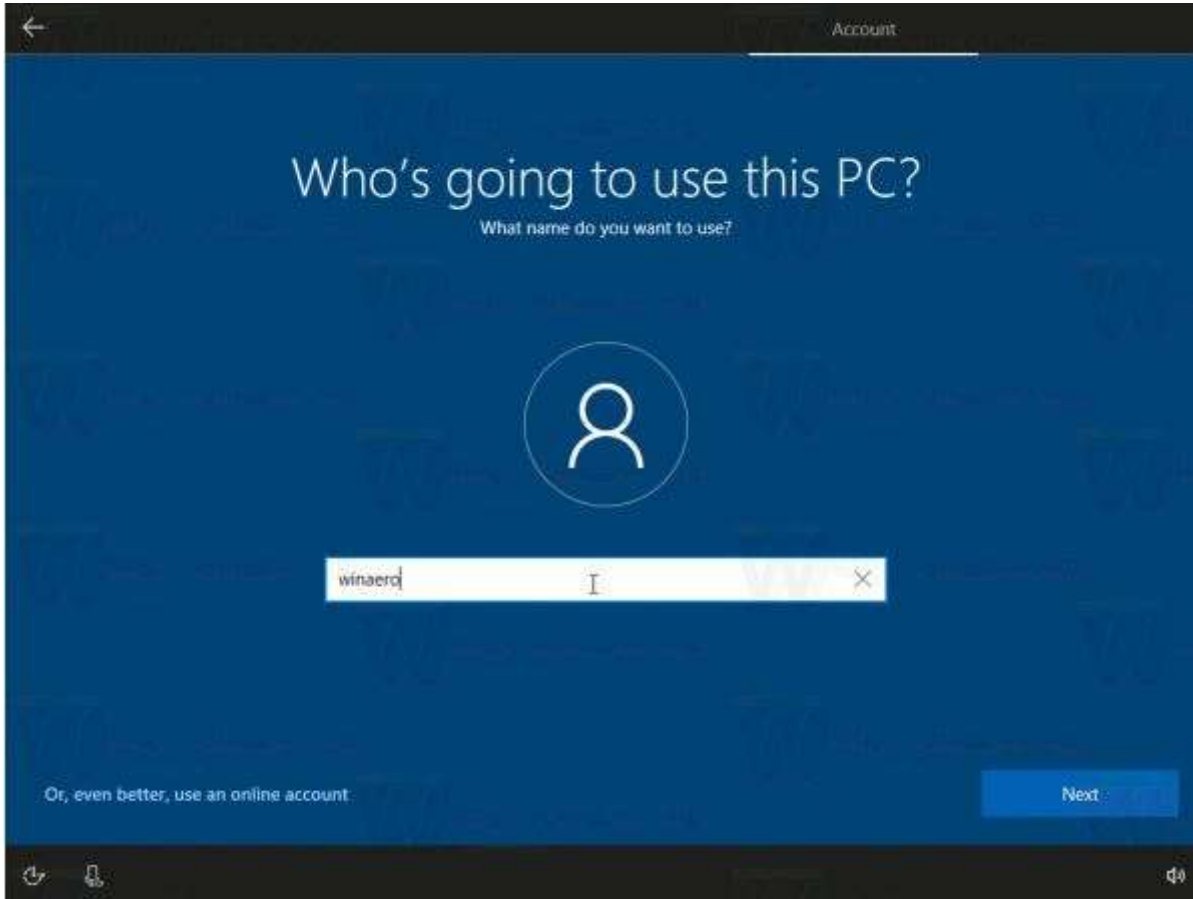 Account
Who's going to use this PC?
What name do you want to use?
winaero
Or, even better, use an online account
Next